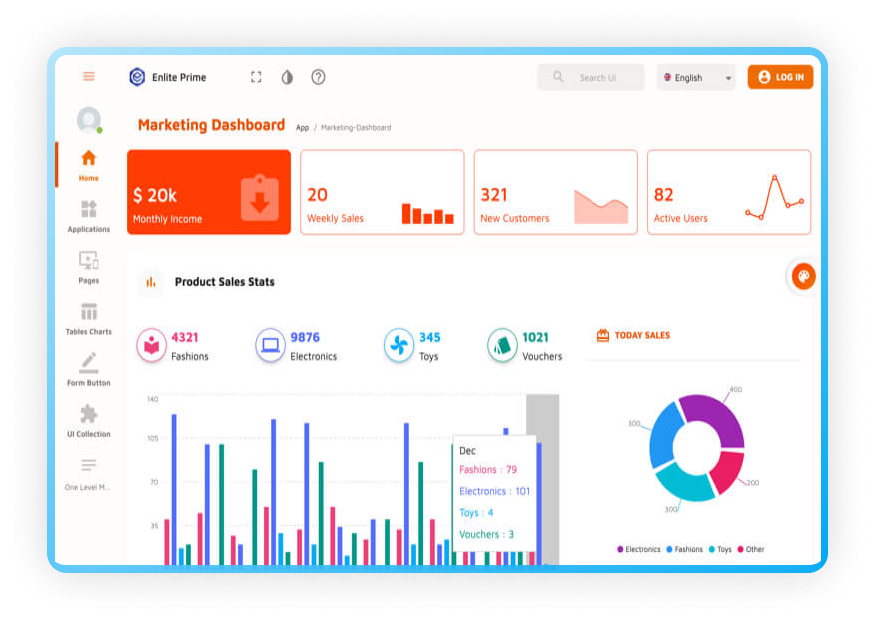 Enlite Prime
Search Ui
English
LOG IN
Marketing Dashboard
App / Marketing-Dashboard
Home
Applications
Pages
Tables Charts
Form Button
UI Collection
One Level M...
$ 20k
Monthly Income
20
Weekly Sales
321
New Customers
82
Active Users
Product Sales Stats
4321
Fashions
9876
Electronics
345
Toys
1021
Vouchers
TODAY SALES
140
105
70
35
Dec
Fashions : 79
Electronics : 101
Toys : 4
Vouchers : 3
400
300
200
300
Electronics Fashions Toys Other